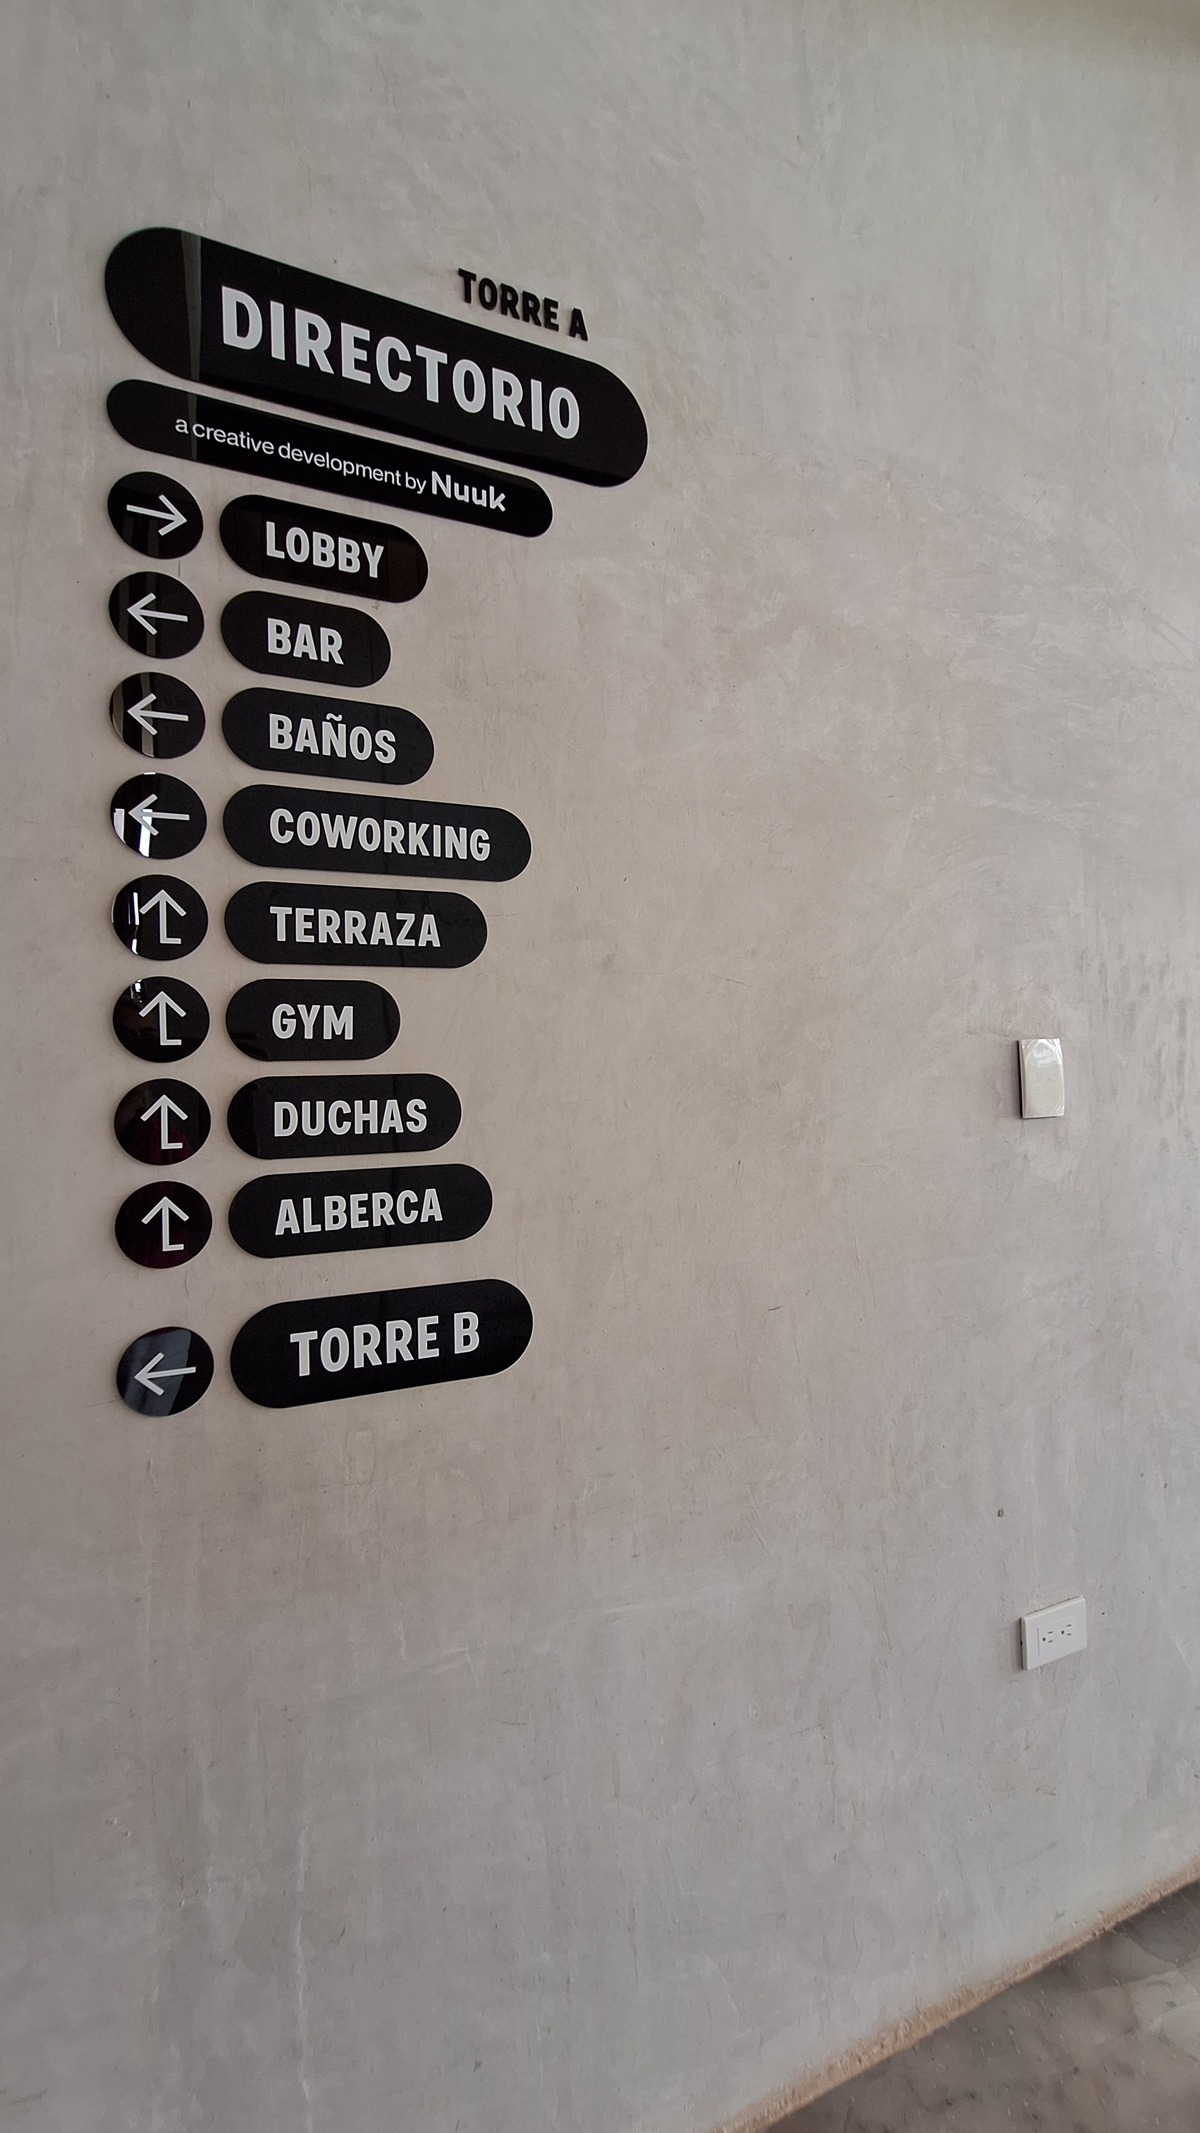 TORRE A
DIRECTORIO
a creative development by Nuuk
LOBBY
BAR
BAÑOS
COWORKING
TERRAZA
GYM
DUCHAS
ALBERCA
TORRE B